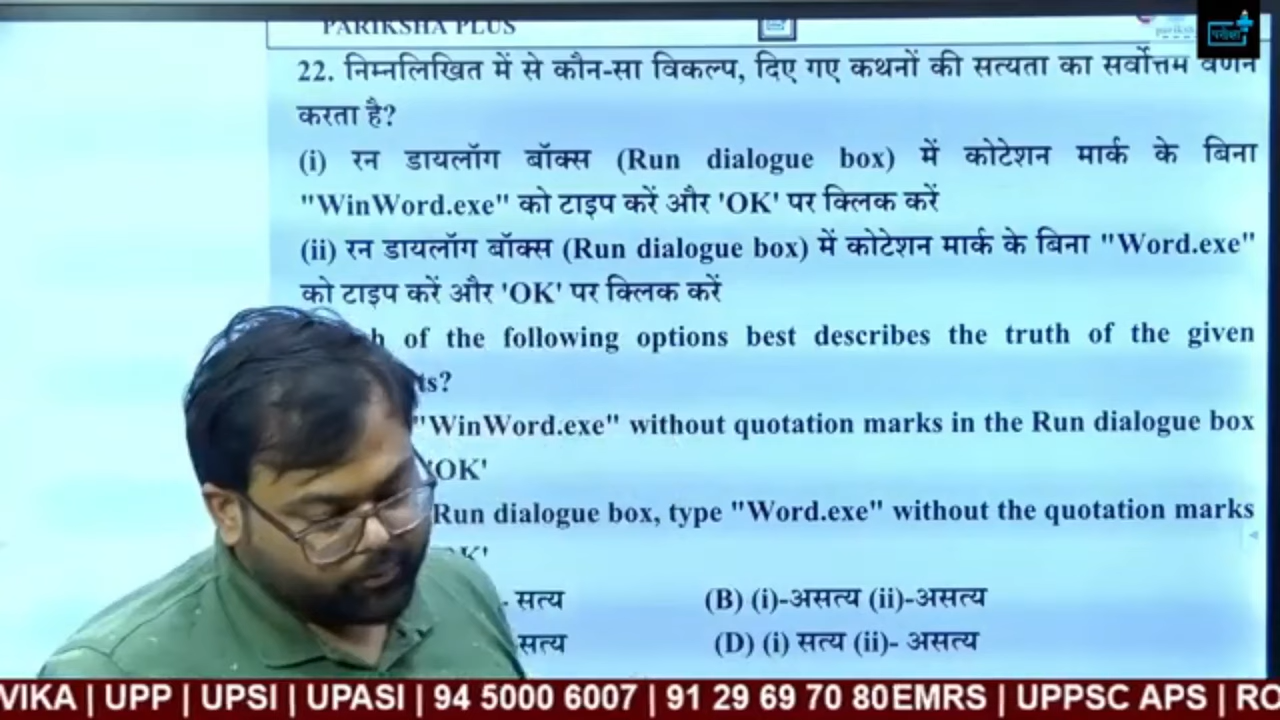 PARIKSHA PLUS
परीक्षा
22. निम्नलिखित में से कौन-सा विकल्प, दिए गए कथनों की सत्यता का सर्वोत्तम वर्णन
करता है?
(i) रन डायलॉग बॉक्स (Run dialogue box) में कोटेशन मार्क के बिना
"WinWord.exe" को टाइप करें और 'OK' पर क्लिक करें
(ii) रन डायलॉग बॉक्स (Run dialogue box) में कोटेशन मार्क के बिना "Word.exe"
को टाइप करें और 'OK' पर क्लिक करें
of the following options best describes the truth of the given
"WinWord.exe" without quotation marks in the Run dialogue box
'OK'
Run dialogue box, type "Word.exe" without the quotation marks
- सत्य (B) (i)-असत्य (ii)-असत्य
सत्य (D) (i) सत्य (ii)- असत्य
VIKA | UPP | UPSI | UPASI | 94 5000 6007 | 91 29 69 70 80EMRS | UPPSC APS | RO